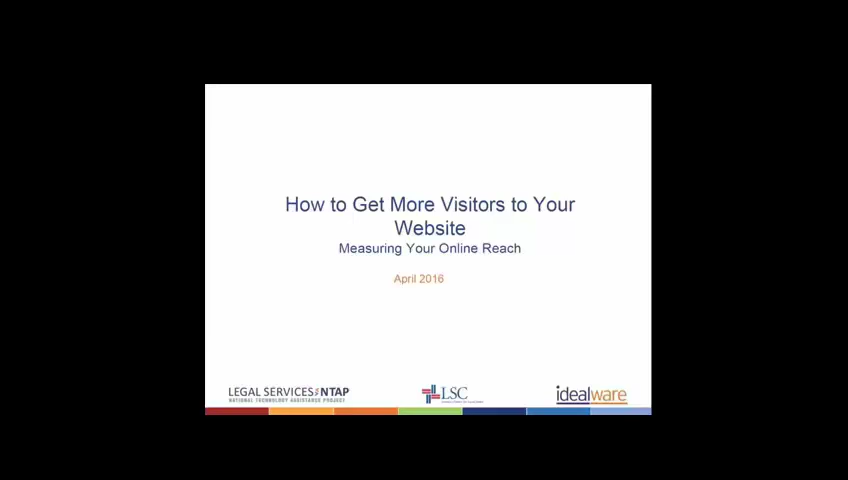 How to Get More Visitors to Your
Website
Measuring Your Online Reach
April 2016
LEGAL SERVICES NTAP
NATIONAL TECHNOLOGY ASSISTANCE PROJECT
LSC
idealware